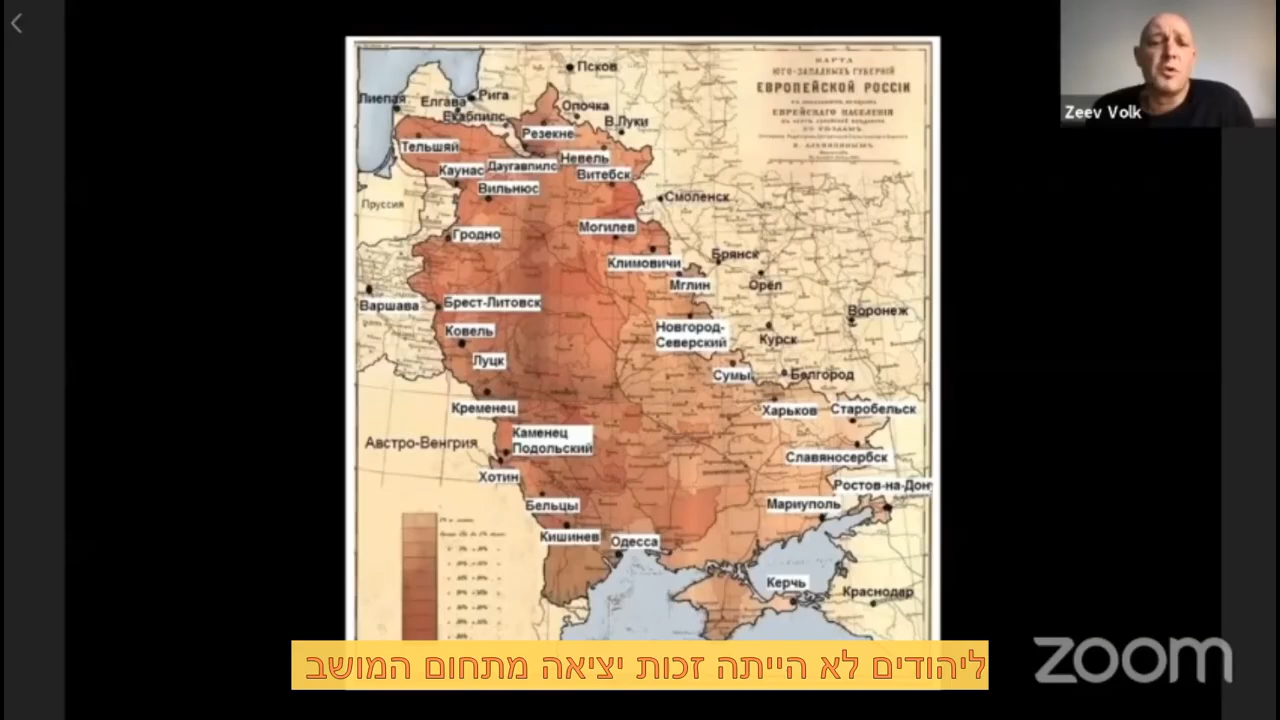 Псков
КАРТА
ЮГО-ЗАПАДНЫХЪ ГУБЕРНІЙ
ЕВРОПЕЙСКОЙ РОССІИ
ЕВРЕЙСКАГО НАСЕЛЕНІЯ
Лиепая
Елгава
Рига
Екабпилс
Опочка
В.Луки
Zeev Volk
Резекне
Тельшяй
Каунас
Даугавпилс
Невель
Витебск
Вильнюс
Смоленск
Пруссия
Гродно
Могилев
Климовичи
Брянск
Мглин
Орёл
Варшава
Брест-Литовск
Воронеж
Ковель
Новгород-
Северский
Курск
Луцк
Сумы
Белгород
Кременец
Харьков
Старобельск
Австро-Венгрия
Каменец
Подольский
Славяносербск
Хотин
Ростов-на-Дон
Бельцы
Мариуполь
Кишинев
Одесса
Керчь
Краснодар
ליהודים לא הייתה זכות יציאה מתחום המושב
zoom